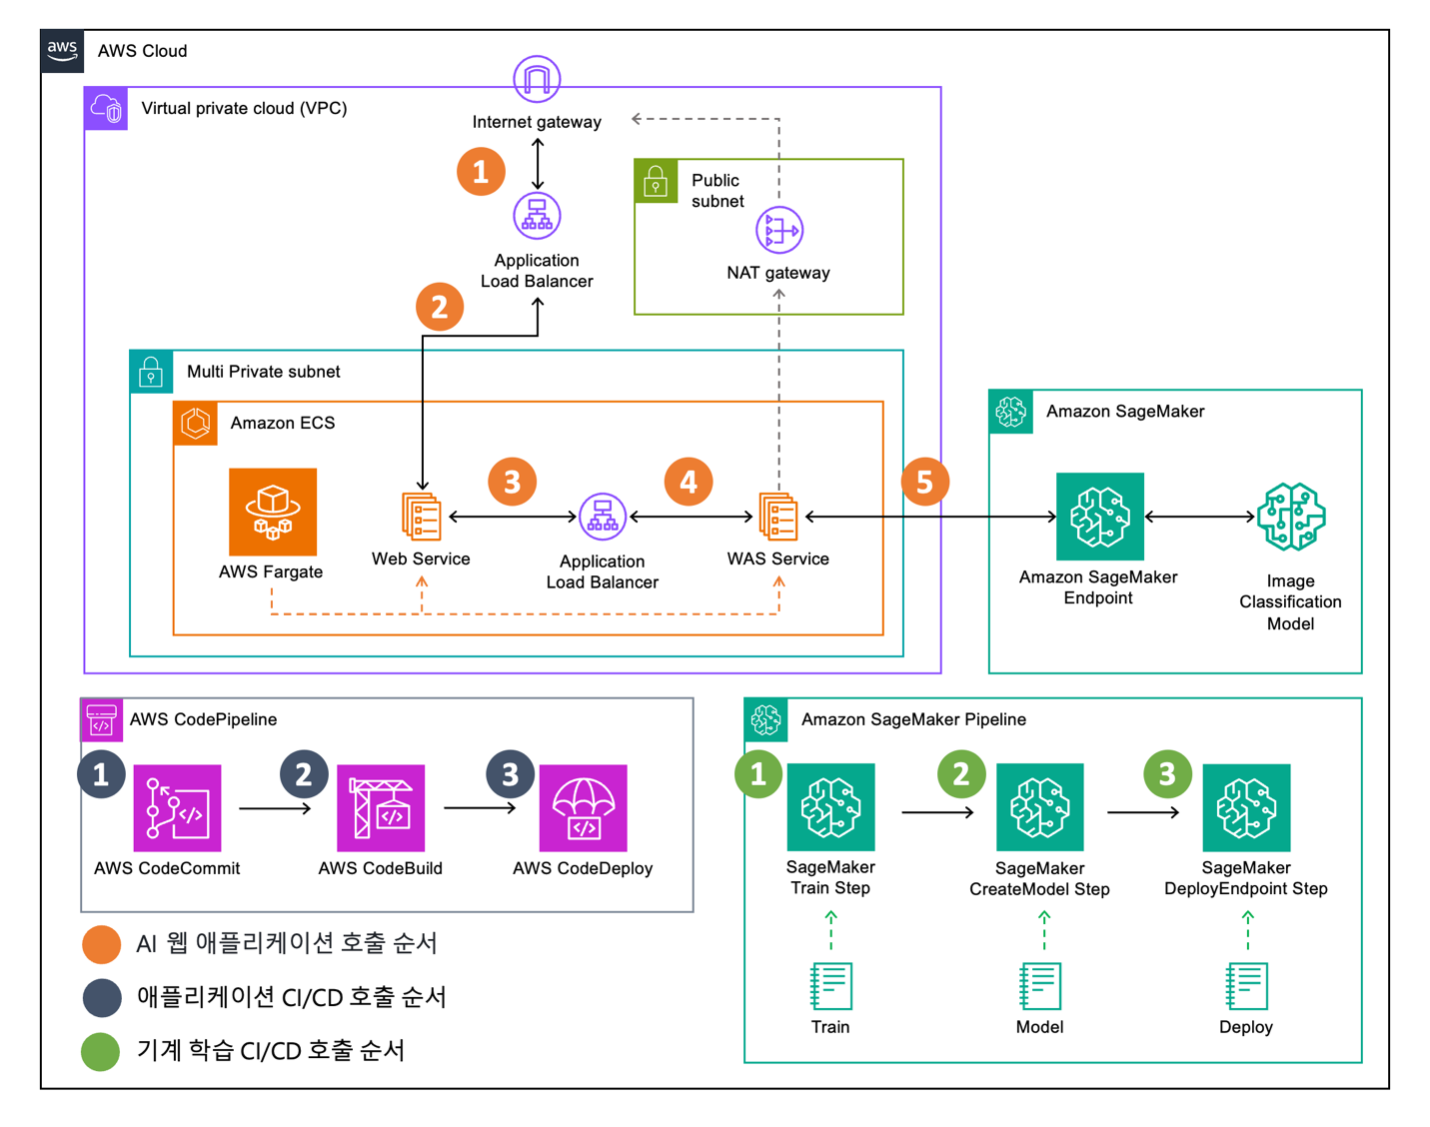 aws
AWS Cloud
Virtual private cloud (VPC)
Internet gateway
1
Public
subnet
Application
Load Balancer
NAT gateway
2
Multi Private subnet
Amazon ECS
Amazon SageMaker
3
4
5
AWS Fargate
Web Service
Application
Load Balancer
WAS Service
Amazon SageMaker
Endpoint
Image
Classification
Model
AWS CodePipeline
1
2
3
AWS CodeCommit
AWS CodeBuild
AWS CodeDeploy
Amazon SageMaker Pipeline
1
2
3
SageMaker
Train Step
SageMaker
CreateModel Step
SageMaker
DeployEndpoint Step
Train
Model
Deploy
AI 웹 애플리케이션 호출 순서
애플리케이션 CI/CD 호출 순서
기계 학습 CI/CD 호출 순서